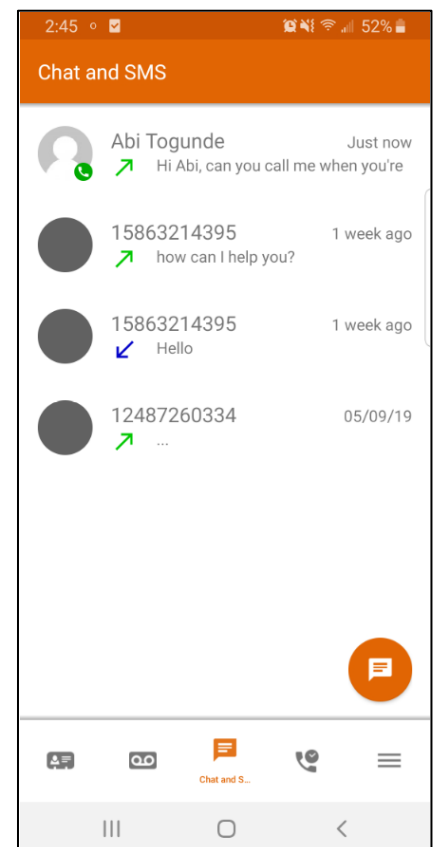 2:45 52%
Chat and SMS
Abi Togunde Just now
Hi Abi, can you call me when you're
15863214395 1 week ago
how can I help you?
15863214395 1 week ago
Hello
12487260334 05/09/19
...
Chat and S...